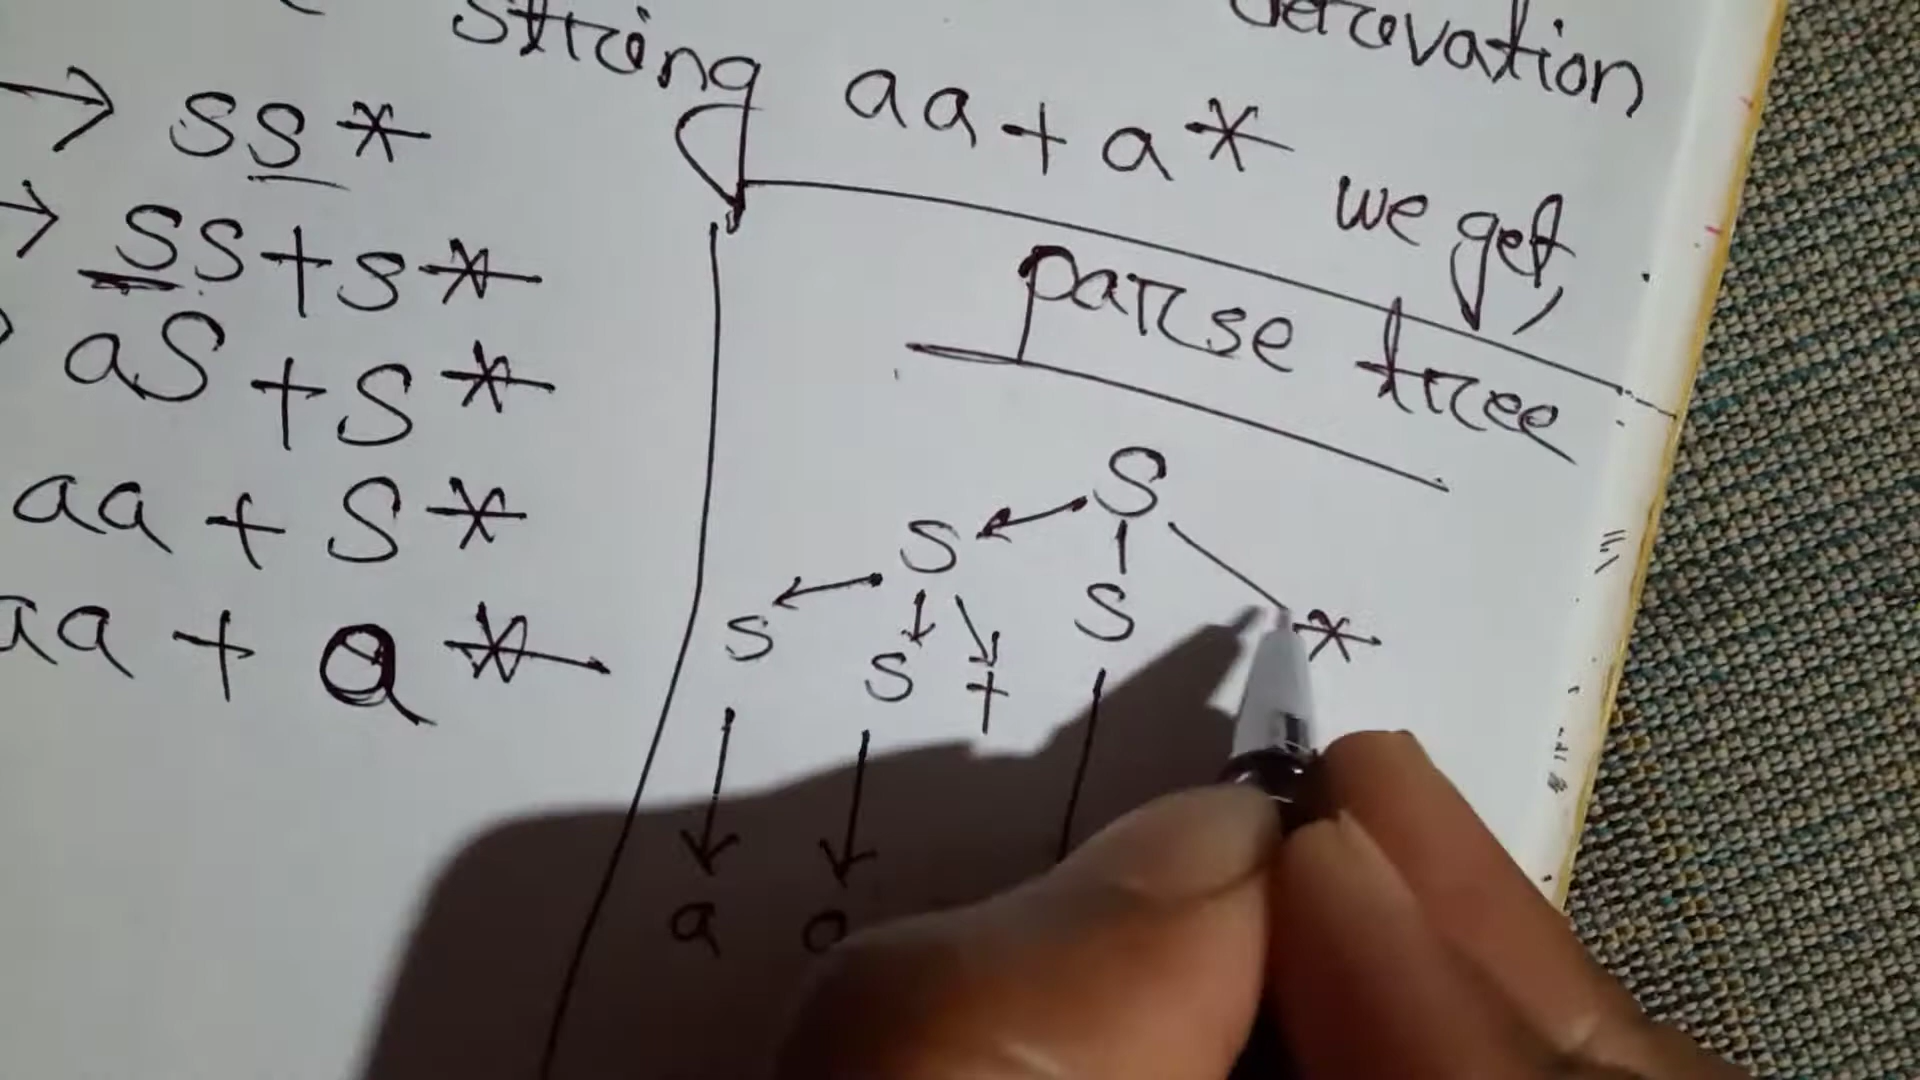 derivation
string aa+a* we get,
→ SS*
→ SS+S*
aS+S*
aa+S*
aa+a*
parse tree
S
S S *
S S +
a a